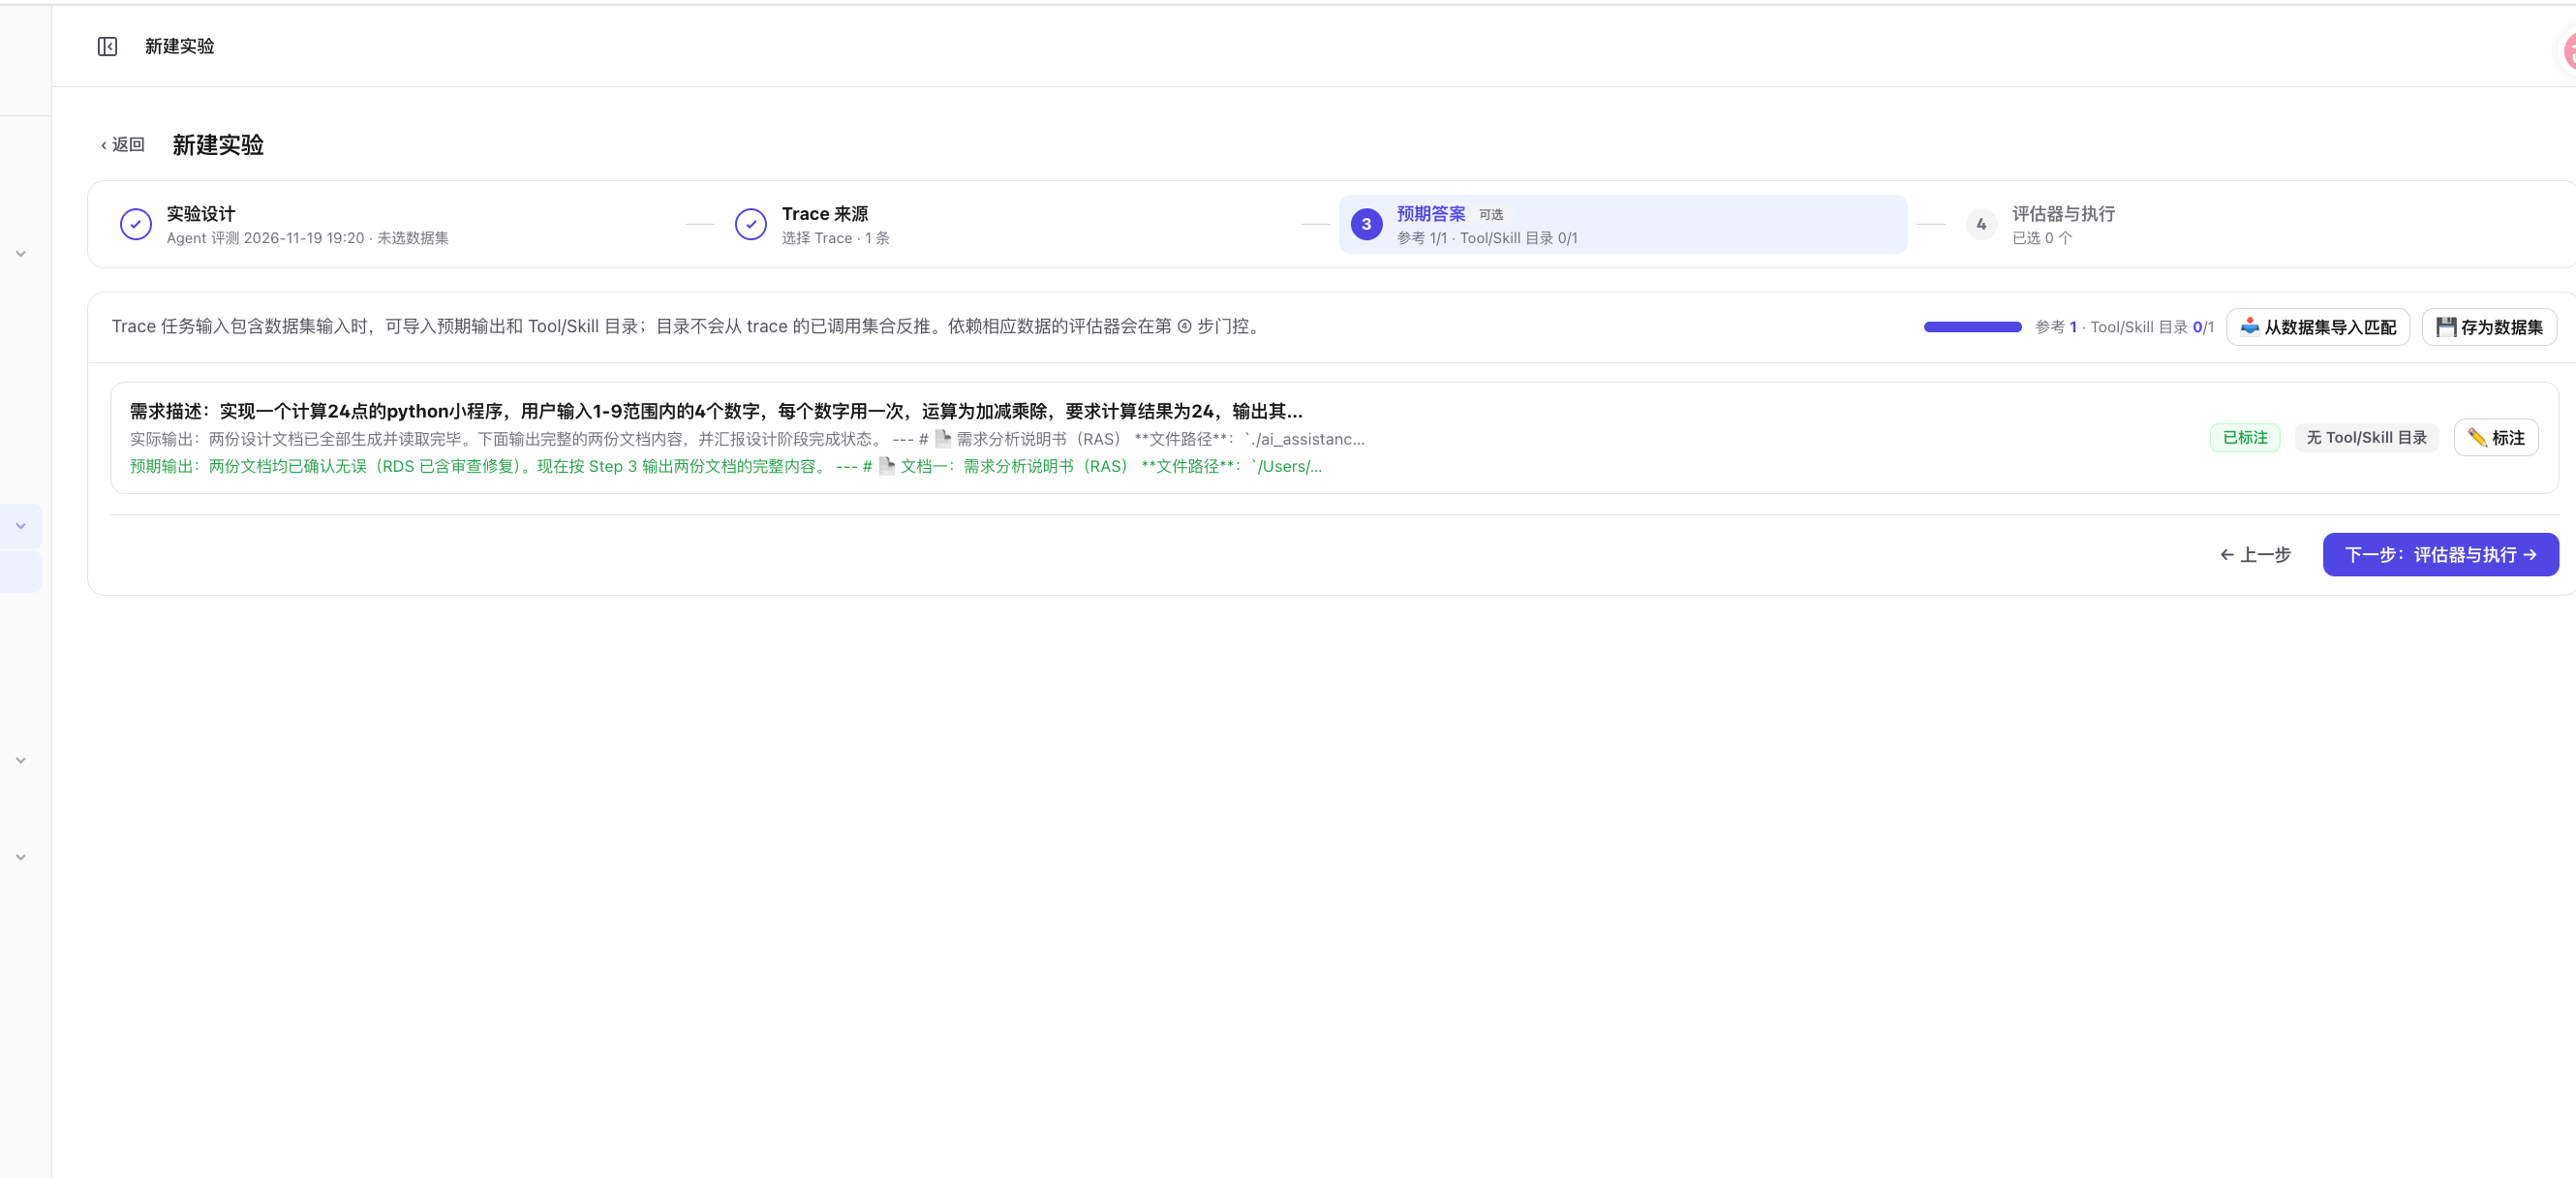 新建实验
‹ 返回 新建实验
实验设计
Agent 评测 2026-11-19 19:20 · 未选数据集
Trace 来源
选择 Trace · 1 条
3 预期答案 可选
参考 1/1 · Tool/Skill 目录 0/1
4 评估器与执行
已选 0 个
Trace 任务输入包含数据集输入时，可导入预期输出和 Tool/Skill 目录；目录不会从 trace 的已调用集合反推。依赖相应数据的评估器会在第 ④ 步门控。
参考 1 · Tool/Skill 目录 0/1
📥 从数据集导入匹配
💾 存为数据集
需求描述：实现一个计算24点的python小程序，用户输入1-9范围内的4个数字，每个数字用一次，运算为加减乘除，要求计算结果为24，输出其...
实际输出：两份设计文档已全部生成并读取完毕。下面输出完整的两份文档内容，并汇报设计阶段完成状态。 --- # 📄 需求分析说明书（RAS） **文件路径**：`./ai_assistanc...
预期输出：两份文档均已确认无误（RDS 已含审查修复）。现在按 Step 3 输出两份文档的完整内容。 --- # 📄 文档一：需求分析说明书（RAS） **文件路径**：`/Users/...
已标注
无 Tool/Skill 目录
✏️ 标注
← 上一步
下一步：评估器与执行 →